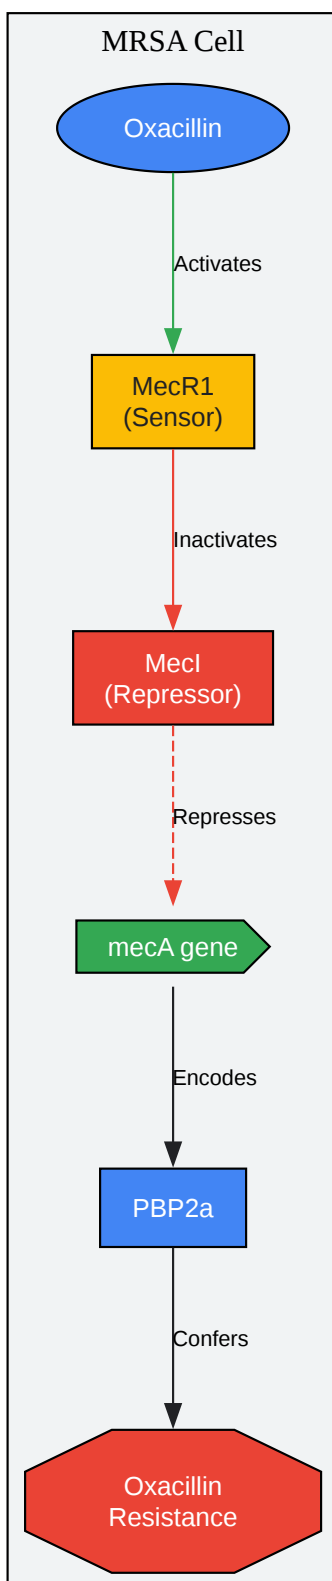 MRSA Cell
Oxacillin
Activates
MecR1
(Sensor)
Inactivates
MecI
(Repressor)
Represses
mecA gene
Encodes
PBP2a
Confers
Oxacillin
Resistance